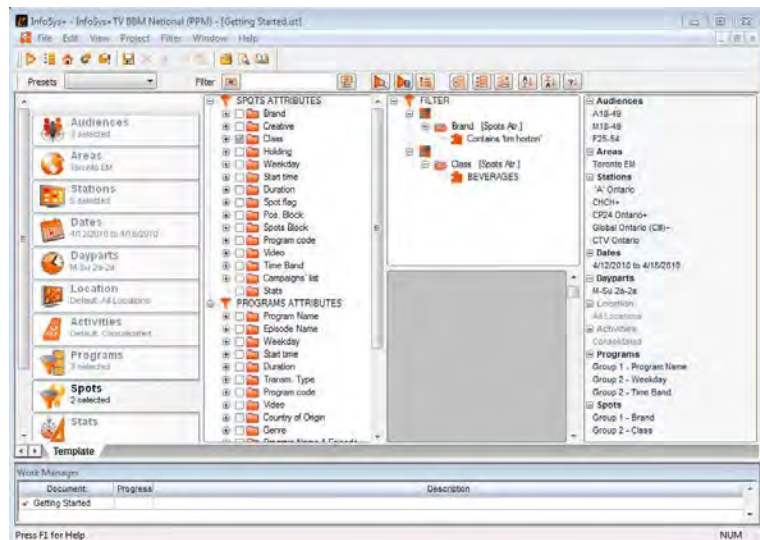 InfoSys+ - InfoSys+TV BBM National (PPM) - [Getting Started.ist]
File Edit View Project Filter Window Help
Presets
Filter
Audiences
3 selected
Areas
Toronto EM
Stations
5 selected
Dates
4/12/2010 to 4/18/2010
Dayparts
M-Su 2a-2a
Location
Default: All Locations
Activities
Default: Consolidated
Programs
3 selected
Spots
2 selected
Stats
SPOTS ATTRIBUTES
Brand
Creative
Class
Holding
Weekday
Start time
Duration
Spot flag
Pos. Block
Spots Block
Program code
Video
Time Band
Campaigns' list
Stats
PROGRAMS ATTRIBUTES
Program Name
Episode Name
Weekday
Start time
Duration
Transm. Type
Program code
Video
Country of Origin
Genre
Program Name & Episode
FILTER
Brand [Spots Atr.]
Contains 'tim horton'
Class [Spots Atr.]
BEVERAGES
Audiences
A18-49
M18-49
F25-54
Areas
Toronto EM
Stations
'A' Ontario
CHCH+
CP24 Ontario+
Global Ontario (CIII)+
CTV Ontario
Dates
4/12/2010 to 4/18/2010
Dayparts
M-Su 2a-2a
Location
All Locations
Activities
Consolidated
Programs
Group 1 - Program Name
Group 2 - Weekday
Group 2 - Time Band
Spots
Group 1 - Brand
Group 2 - Class
Template
Work Manager
Document Progress Description
Getting Started
Press F1 for Help
NUM